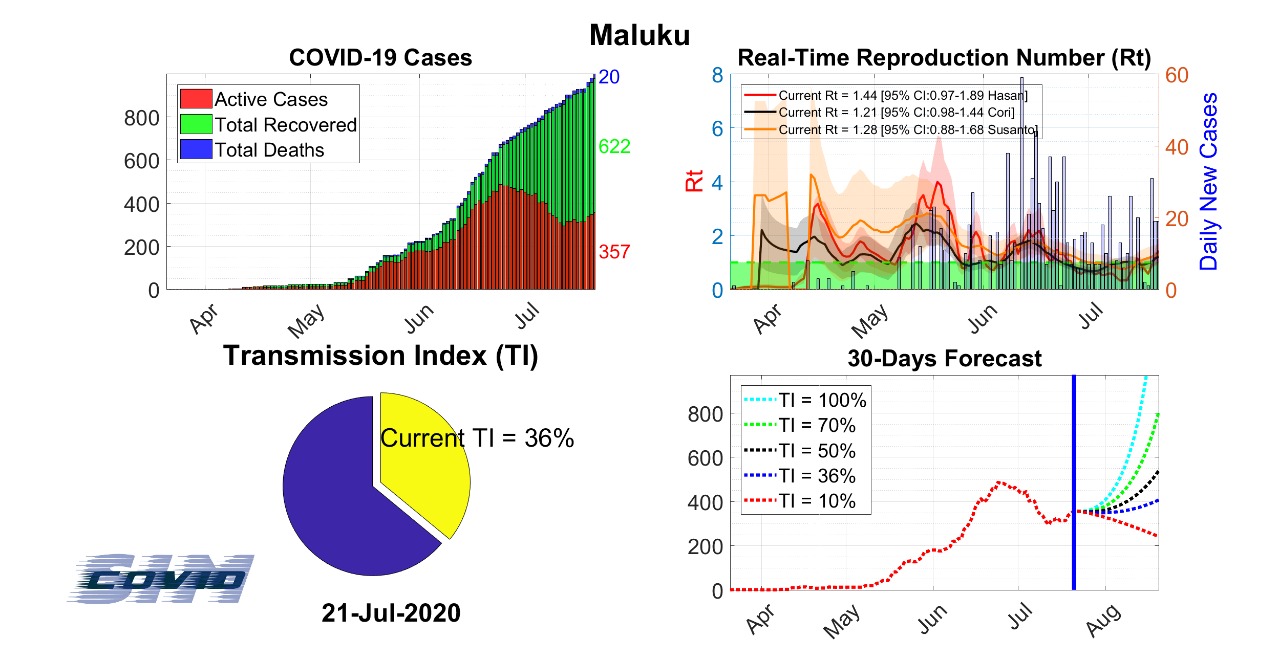 Maluku
COVID-19 Cases
Active Cases
Total Recovered
Total Deaths
800
600
400
200
0
20
622
357
Apr
May
Jun
Jul
Real-Time Reproduction Number (Rt)
Current Rt = 1.44 [95% CI:0.97-1.89 Hasan]
Current Rt = 1.21 [95% CI:0.98-1.44 Cori]
Current Rt = 1.28 [95% CI:0.88-1.68 Susanto]
Rt
8
6
4
2
0
60
40
20
0
Daily New Cases
Apr
May
Jun
Jul
Transmission Index (TI)
Current TI = 36%
SIM
COVID
21-Jul-2020
30-Days Forecast
TI = 100%
TI = 70%
TI = 50%
TI = 36%
TI = 10%
800
600
400
200
0
Apr
May
Jun
Jul
Aug